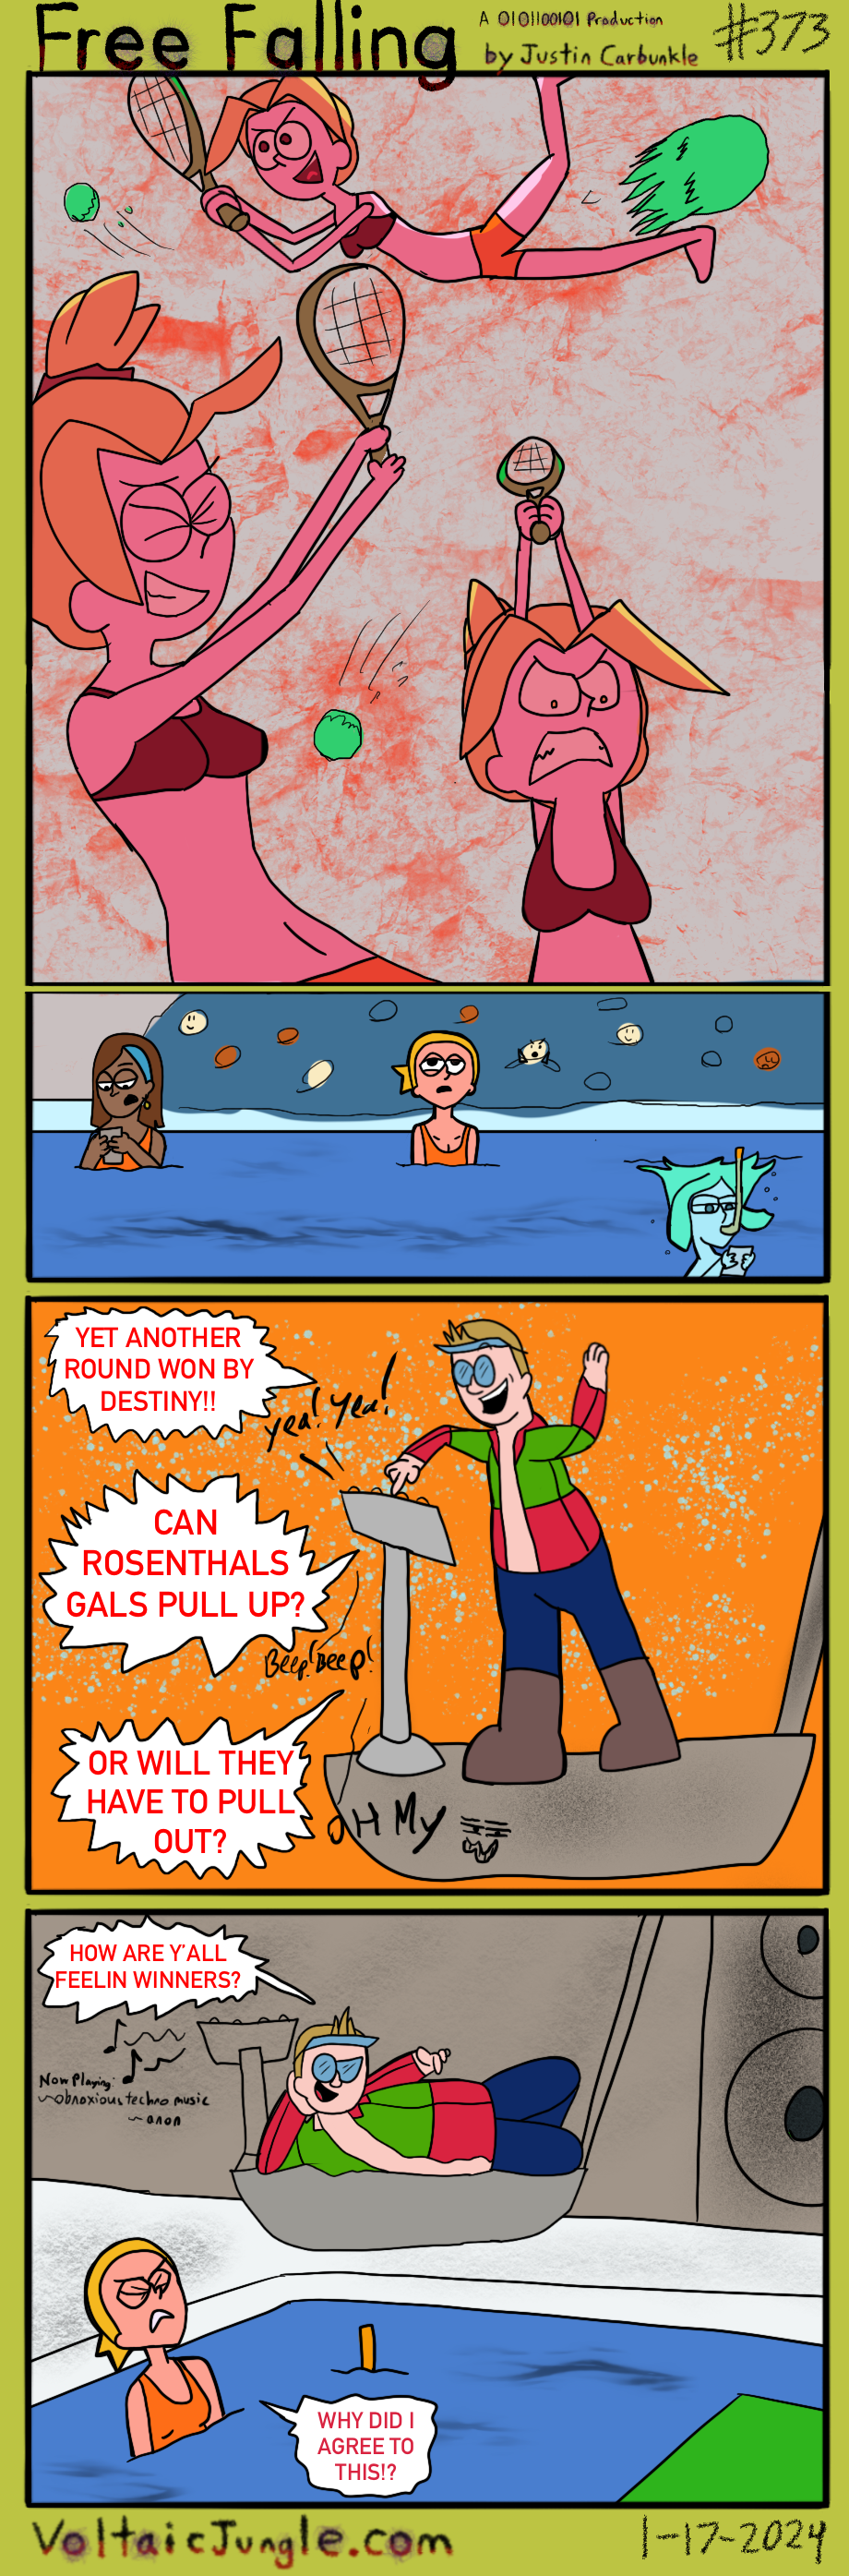 Free Falling
A 0101100101 Production
by Justin Carbunkle
#373
YET ANOTHER
ROUND WON BY
DESTINY!!
yea! yea!
CAN
ROSENTHALS
GALS PULL UP?
Beep! Beep!
OR WILL THEY
HAVE TO PULL
OUT?
OH MY
HOW ARE Y'ALL
FEELIN WINNERS?
Now Playing:
~obnoxious techno music
~anon
WHY DID I
AGREE TO
THIS!?
VoltaicJungle.com
1-17-2024